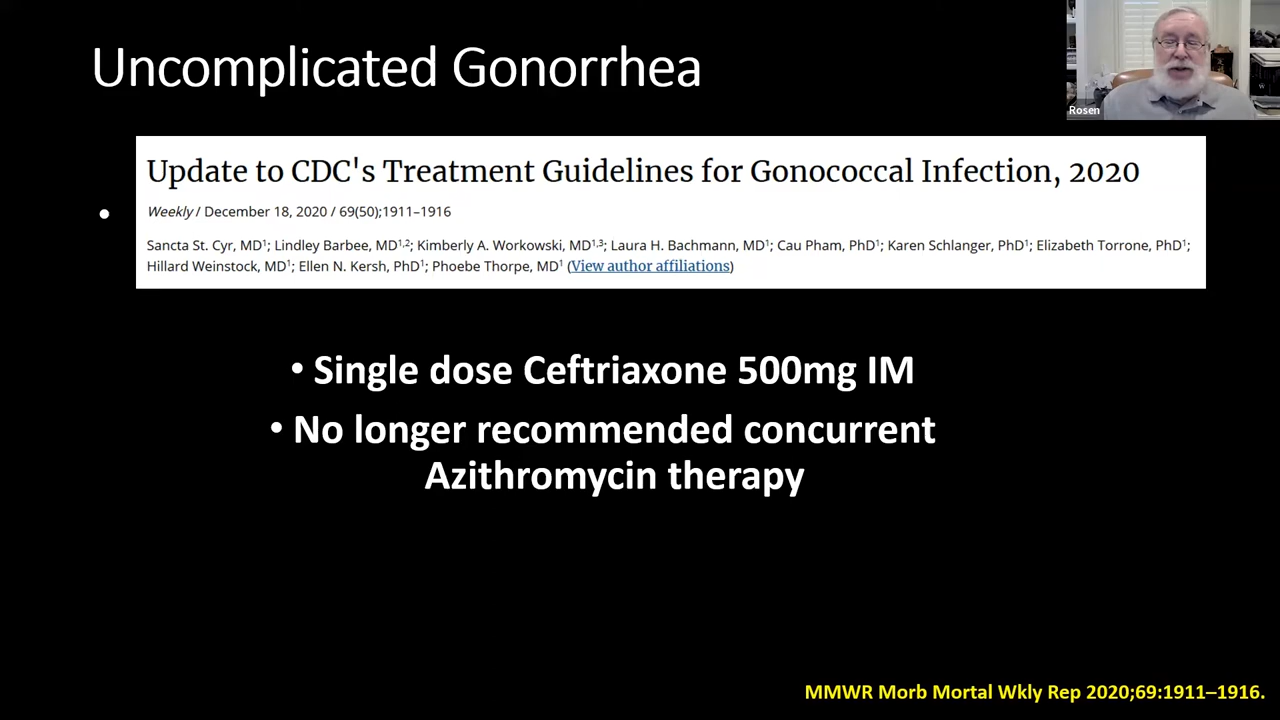 Uncomplicated Gonorrhea
Rosen
Update to CDC's Treatment Guidelines for Gonococcal Infection, 2020
Weekly / December 18, 2020 / 69(50);1911–1916
Sancta St. Cyr, MD¹; Lindley Barbee, MD¹,²; Kimberly A. Workowski, MD¹,³; Laura H. Bachmann, MD¹; Cau Pham, PhD¹; Karen Schlanger, PhD¹; Elizabeth Torrone, PhD¹;
Hillard Weinstock, MD¹; Ellen N. Kersh, PhD¹; Phoebe Thorpe, MD¹ (View author affiliations)
• Single dose Ceftriaxone 500mg IM
• No longer recommended concurrent
Azithromycin therapy
MMWR Morb Mortal Wkly Rep 2020;69:1911–1916.